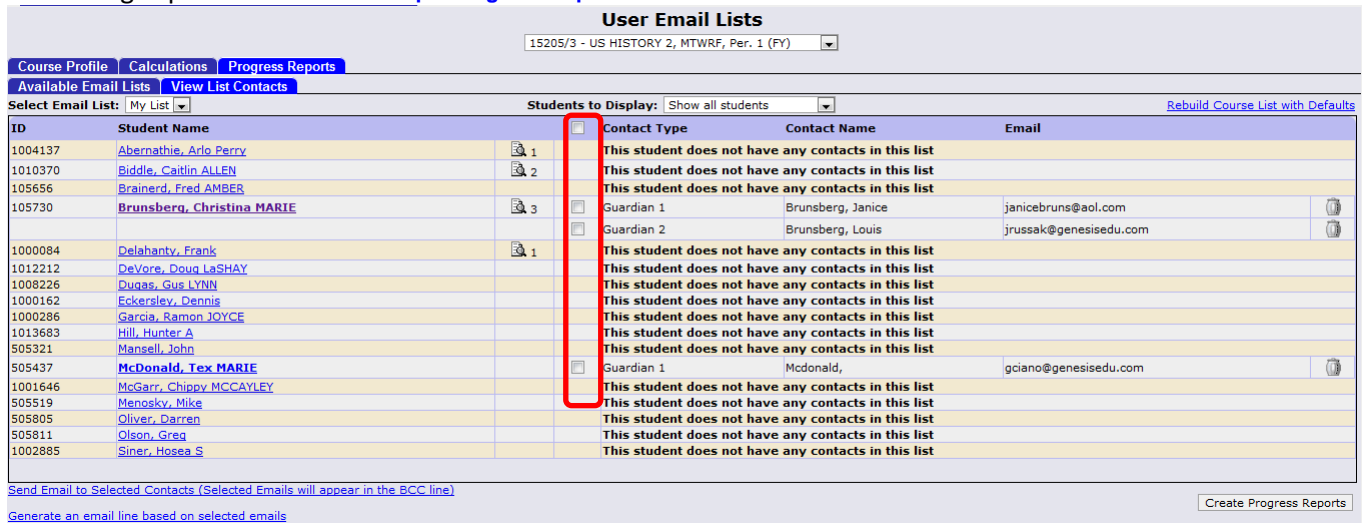 User Email Lists
15205/3 - US HISTORY 2, MTWRF, Per. 1 (FY)
Course Profile Calculations Progress Reports
Available Email Lists View List Contacts
Select Email List: My List Students to Display: Show all students Rebuild Course List with Defaults
ID Student Name Contact Type Contact Name Email
1004137 Abernathie, Arlo Perry 1 This student does not have any contacts in this list
1010370 Biddle, Caitlin ALLEN 2 This student does not have any contacts in this list
105656 Brainerd, Fred AMBER This student does not have any contacts in this list
105730 Brunsberg, Christina MARIE 3 Guardian 1 Brunsberg, Janice janicebruns@aol.com
Guardian 2 Brunsberg, Louis jrussak@genesisedu.com
1000084 Delahanty, Frank 1 This student does not have any contacts in this list
1012212 DeVore, Doug LaSHAY This student does not have any contacts in this list
1008226 Dugas, Gus LYNN This student does not have any contacts in this list
1000162 Eckersley, Dennis This student does not have any contacts in this list
1000286 Garcia, Ramon JOYCE This student does not have any contacts in this list
1013683 Hill, Hunter A This student does not have any contacts in this list
505321 Mansell, John This student does not have any contacts in this list
505437 McDonald, Tex MARIE Guardian 1 Mcdonald, gciano@genesisedu.com
1001646 McGarr, Chippy MCCAYLEY This student does not have any contacts in this list
505519 Menosky, Mike This student does not have any contacts in this list
505805 Oliver, Darren This student does not have any contacts in this list
505811 Olson, Greg This student does not have any contacts in this list
1002885 Siner, Hosea S This student does not have any contacts in this list
Send Email to Selected Contacts (Selected Emails will appear in the BCC line)
Create Progress Reports
Generate an email line based on selected emails